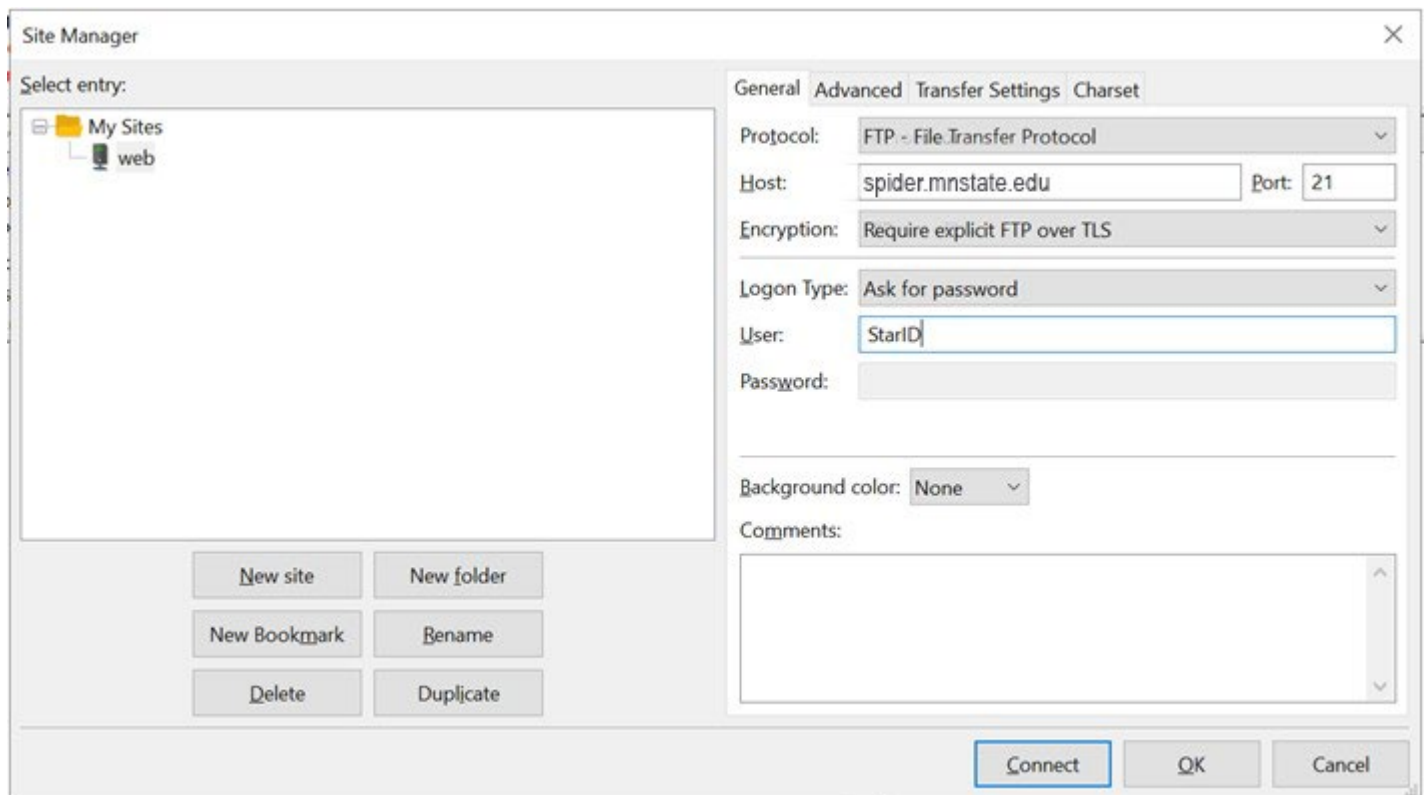 Site Manager
Select entry:
My Sites
web
New site New folder
New Bookmark Rename
Delete Duplicate
General Advanced Transfer Settings Charset
Protocol: FTP - File Transfer Protocol
Host: spider.mnstate.edu Port: 21
Encryption: Require explicit FTP over TLS
Logon Type: Ask for password
User: StarID
Password:
Background color: None
Comments:
Connect OK Cancel